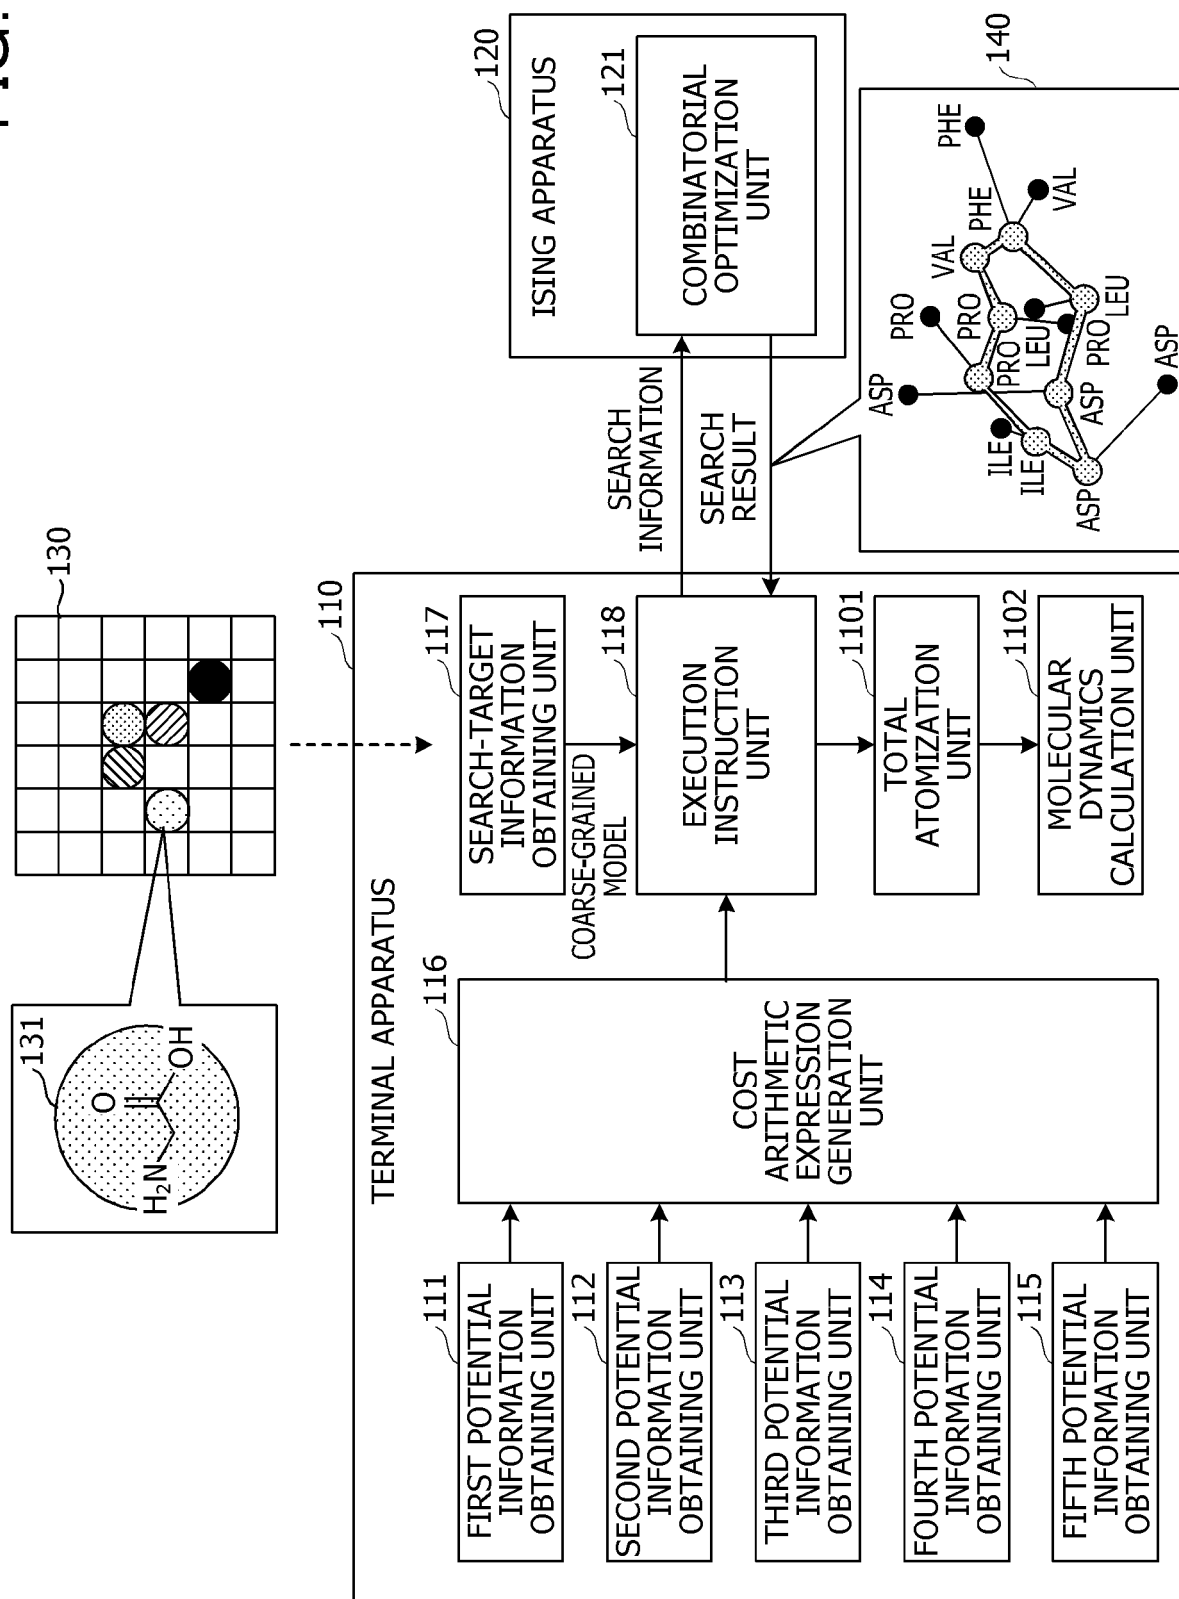 FIG.
131
H₂N
O
OH
130
TERMINAL APPARATUS
110
111
FIRST POTENTIAL
INFORMATION
OBTAINING UNIT
112
SECOND POTENTIAL
INFORMATION
OBTAINING UNIT
113
THIRD POTENTIAL
INFORMATION
OBTAINING UNIT
114
FOURTH POTENTIAL
INFORMATION
OBTAINING UNIT
115
FIFTH POTENTIAL
INFORMATION
OBTAINING UNIT
116
COST
ARITHMETIC
EXPRESSION
GENERATION
UNIT
117
SEARCH-TARGET
INFORMATION
OBTAINING UNIT
COARSE-GRAINED
MODEL
118
EXECUTION
INSTRUCTION
UNIT
1101
TOTAL
ATOMIZATION
UNIT
1102
MOLECULAR
DYNAMICS
CALCULATION UNIT
SEARCH
INFORMATION
SEARCH
RESULT
120
ISING APPARATUS
121
COMBINATORIAL
OPTIMIZATION
UNIT
140
ASP
PRO
VAL
PHE
PHE
VAL
PRO
ILE
ILE
PRO
LEU
LEU
PRO
ASP
ASP
ASP